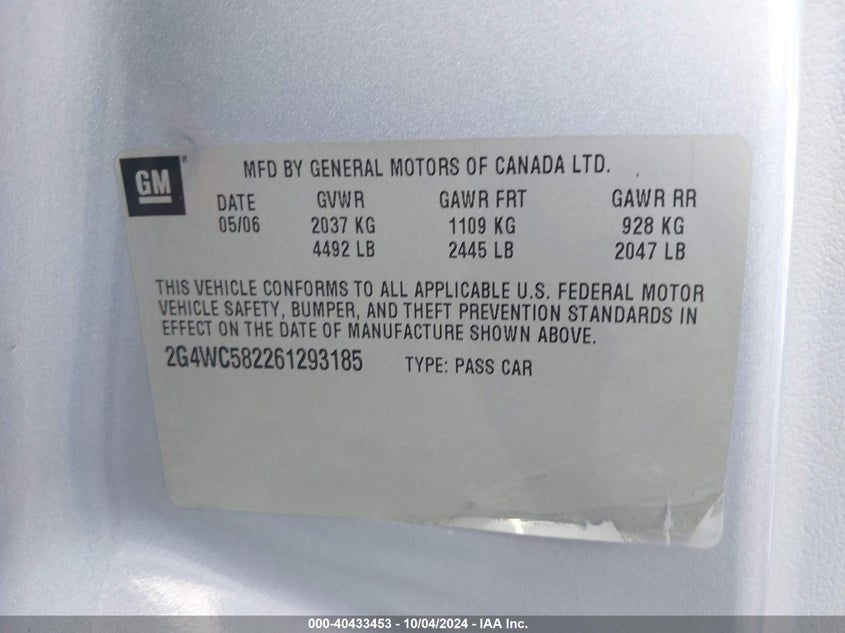 GM
MFD BY GENERAL MOTORS OF CANADA LTD.
DATE GVWR GAWR FRT GAWR RR
05/06 2037 KG 1109 KG 928 KG
4492 LB 2445 LB 2047 LB
THIS VEHICLE CONFORMS TO ALL APPLICABLE U.S. FEDERAL MOTOR
VEHICLE SAFETY, BUMPER, AND THEFT PREVENTION STANDARDS IN
EFFECT ON THE DATE OF MANUFACTURE SHOWN ABOVE.
2G4WC582261293185 TYPE: PASS CAR
000-40433453 - 10/04/2024 - IAA Inc.